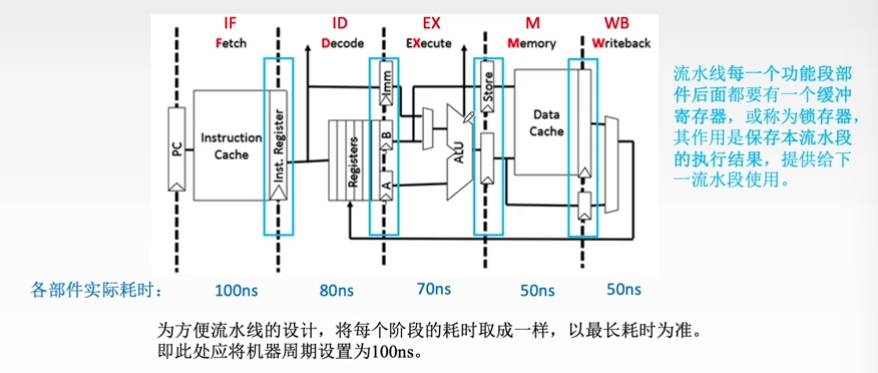 IF ID EX M WB
Fetch Decode EXecute Memory Writeback
PC
Instruction
Cache
Inst. Register
Registers
Imm
B
A
ALU
Store
Data
Cache
流水线每一个功能段部
件后面都要有一个缓冲
寄存器，或称为锁存器，
其作用是保存本流水段
的执行结果，提供给下
一流水段使用。
各部件实际耗时： 100ns 80ns 70ns 50ns 50ns
为方便流水线的设计，将每个阶段的耗时取成一样，以最长耗时为准。
即此处应将机器周期设置为100ns。